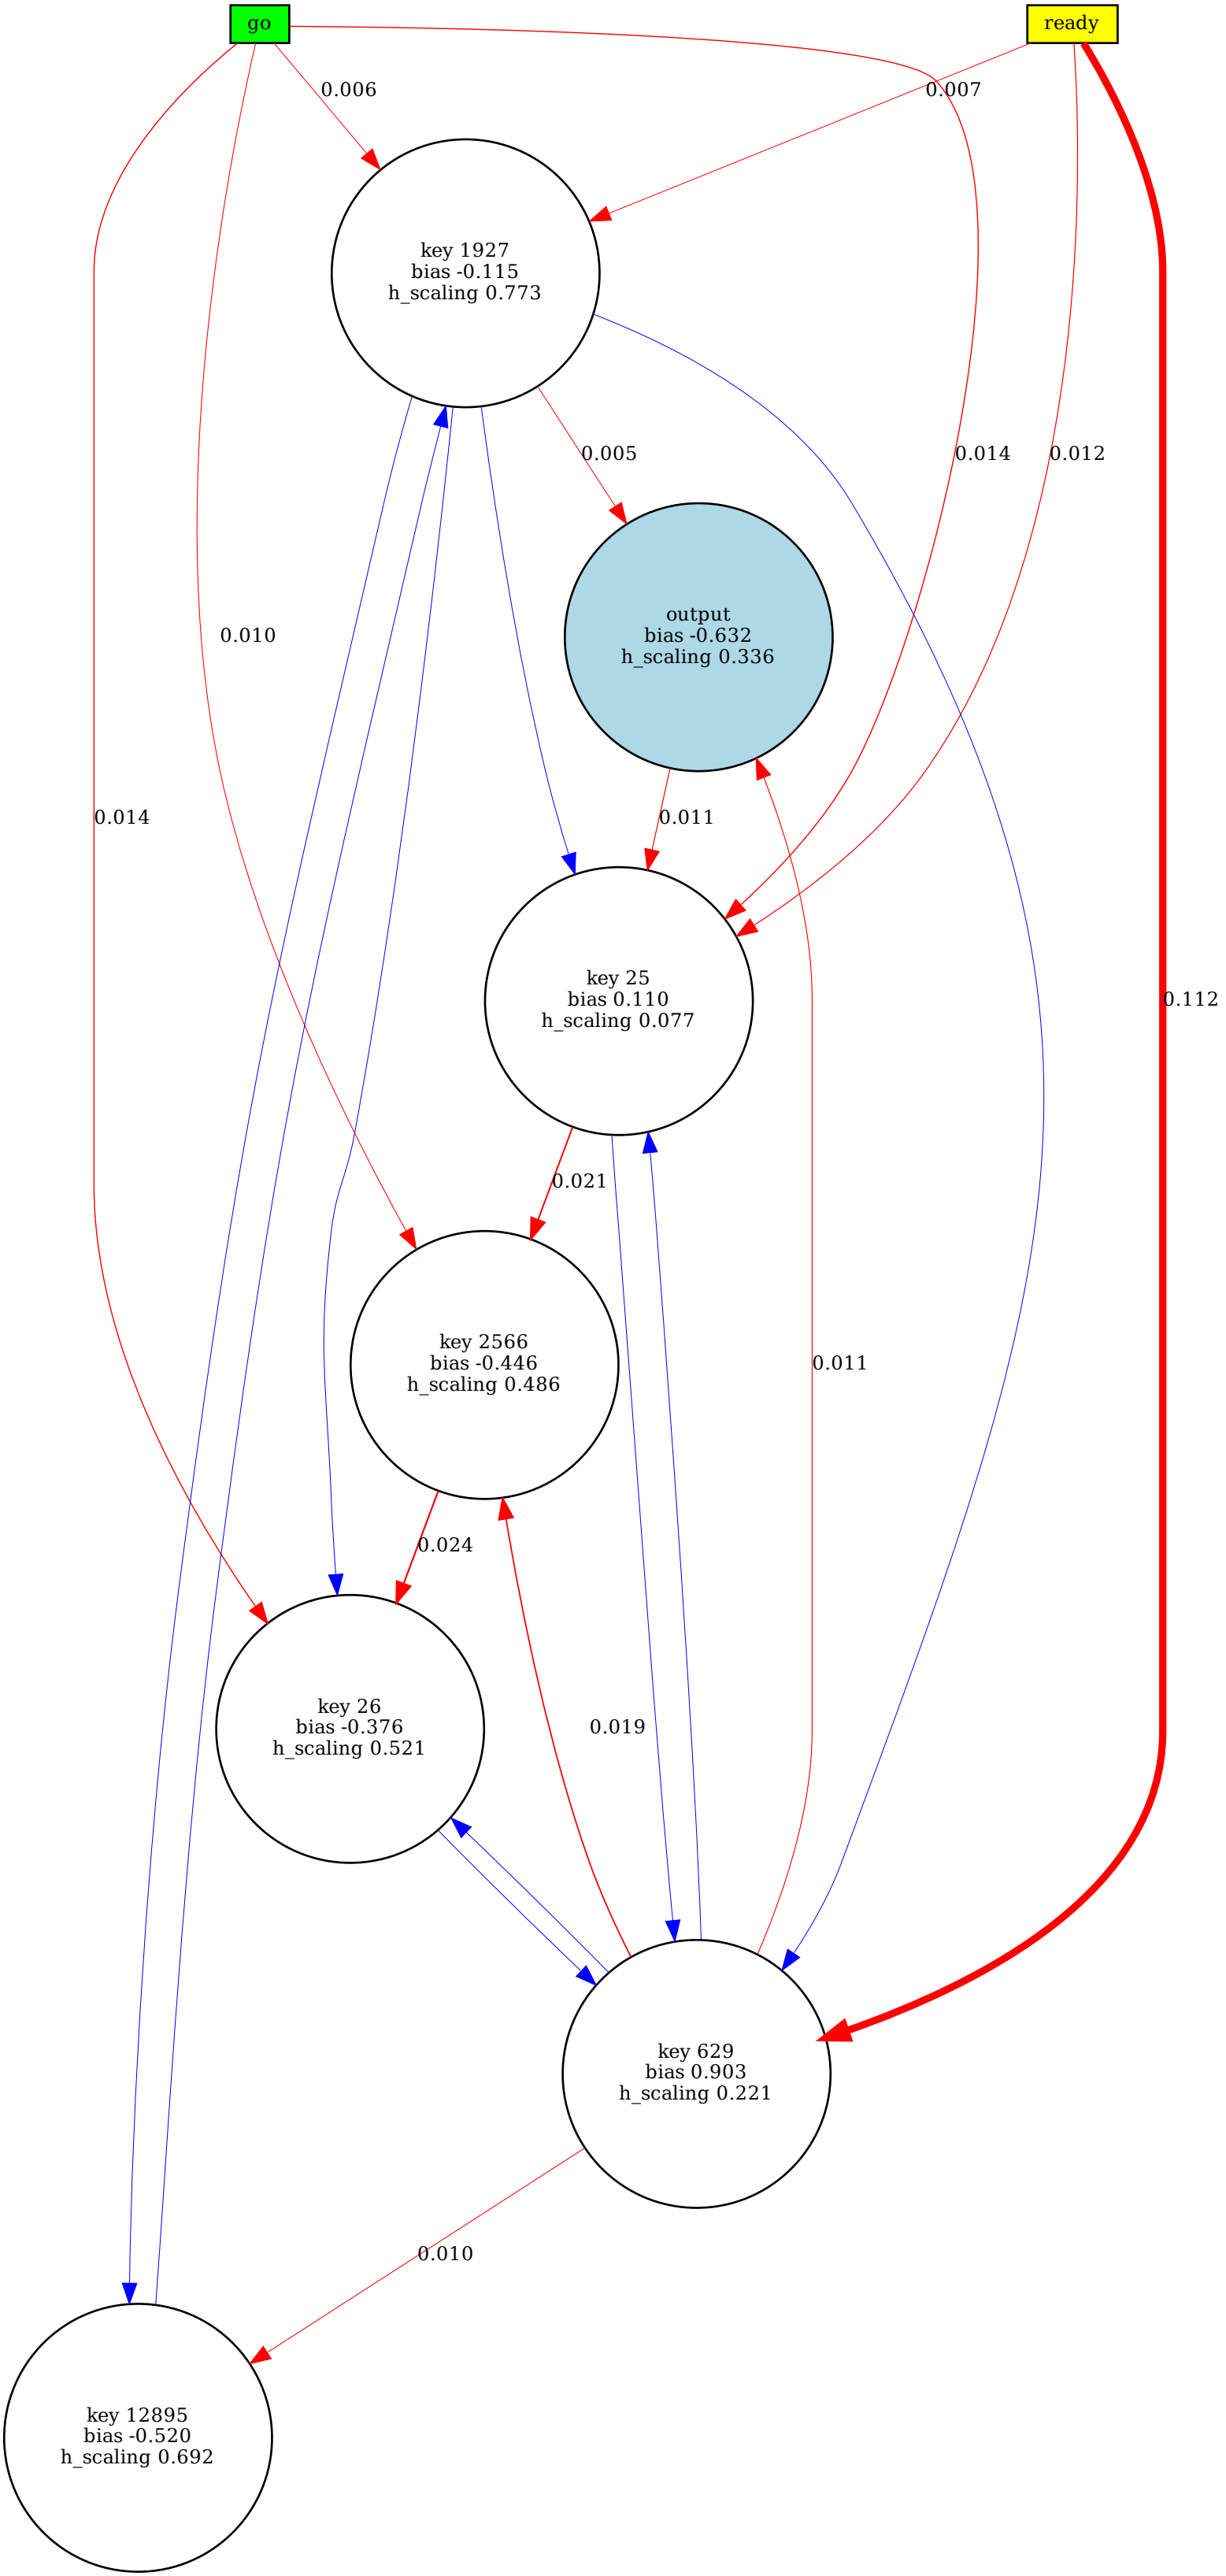 go
ready
0.006
0.007
key 1927
bias -0.115
h_scaling 0.773
0.005
0.014
0.012
output
bias -0.632
h_scaling 0.336
0.010
0.014
0.011
key 25
bias 0.110
h_scaling 0.077
0.112
0.021
key 2566
bias -0.446
h_scaling 0.486
0.011
0.024
key 26
bias -0.376
h_scaling 0.521
0.019
key 629
bias 0.903
h_scaling 0.221
0.010
key 12895
bias -0.520
h_scaling 0.692